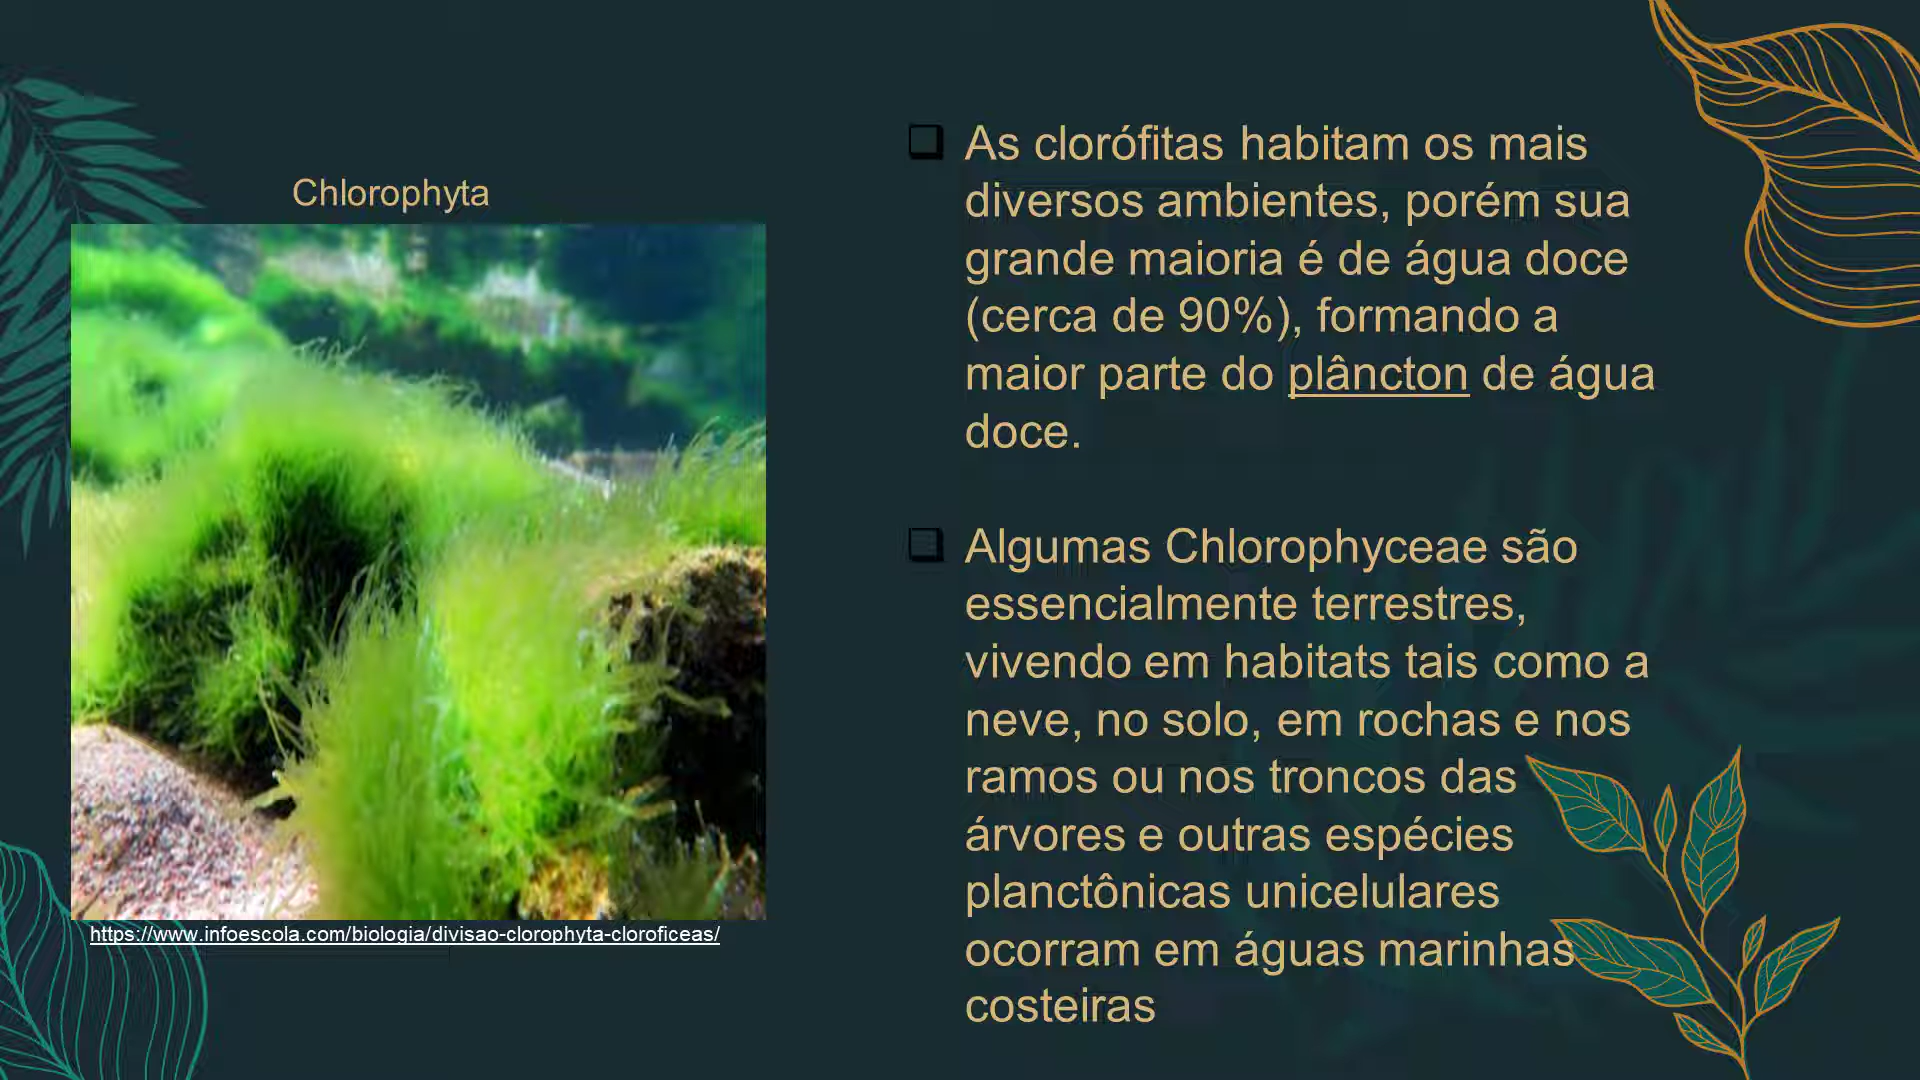 Chlorophyta
https://www.infoescola.com/biologia/divisao-clorophyta-cloroficeas/
As clorófitas habitam os mais
diversos ambientes, porém sua
grande maioria é de água doce
(cerca de 90%), formando a
maior parte do plâncton de água
doce.
Algumas Chlorophyceae são
essencialmente terrestres,
vivendo em habitats tais como a
neve, no solo, em rochas e nos
ramos ou nos troncos das
árvores e outras espécies
planctônicas unicelulares
ocorram em águas marinhas
costeiras